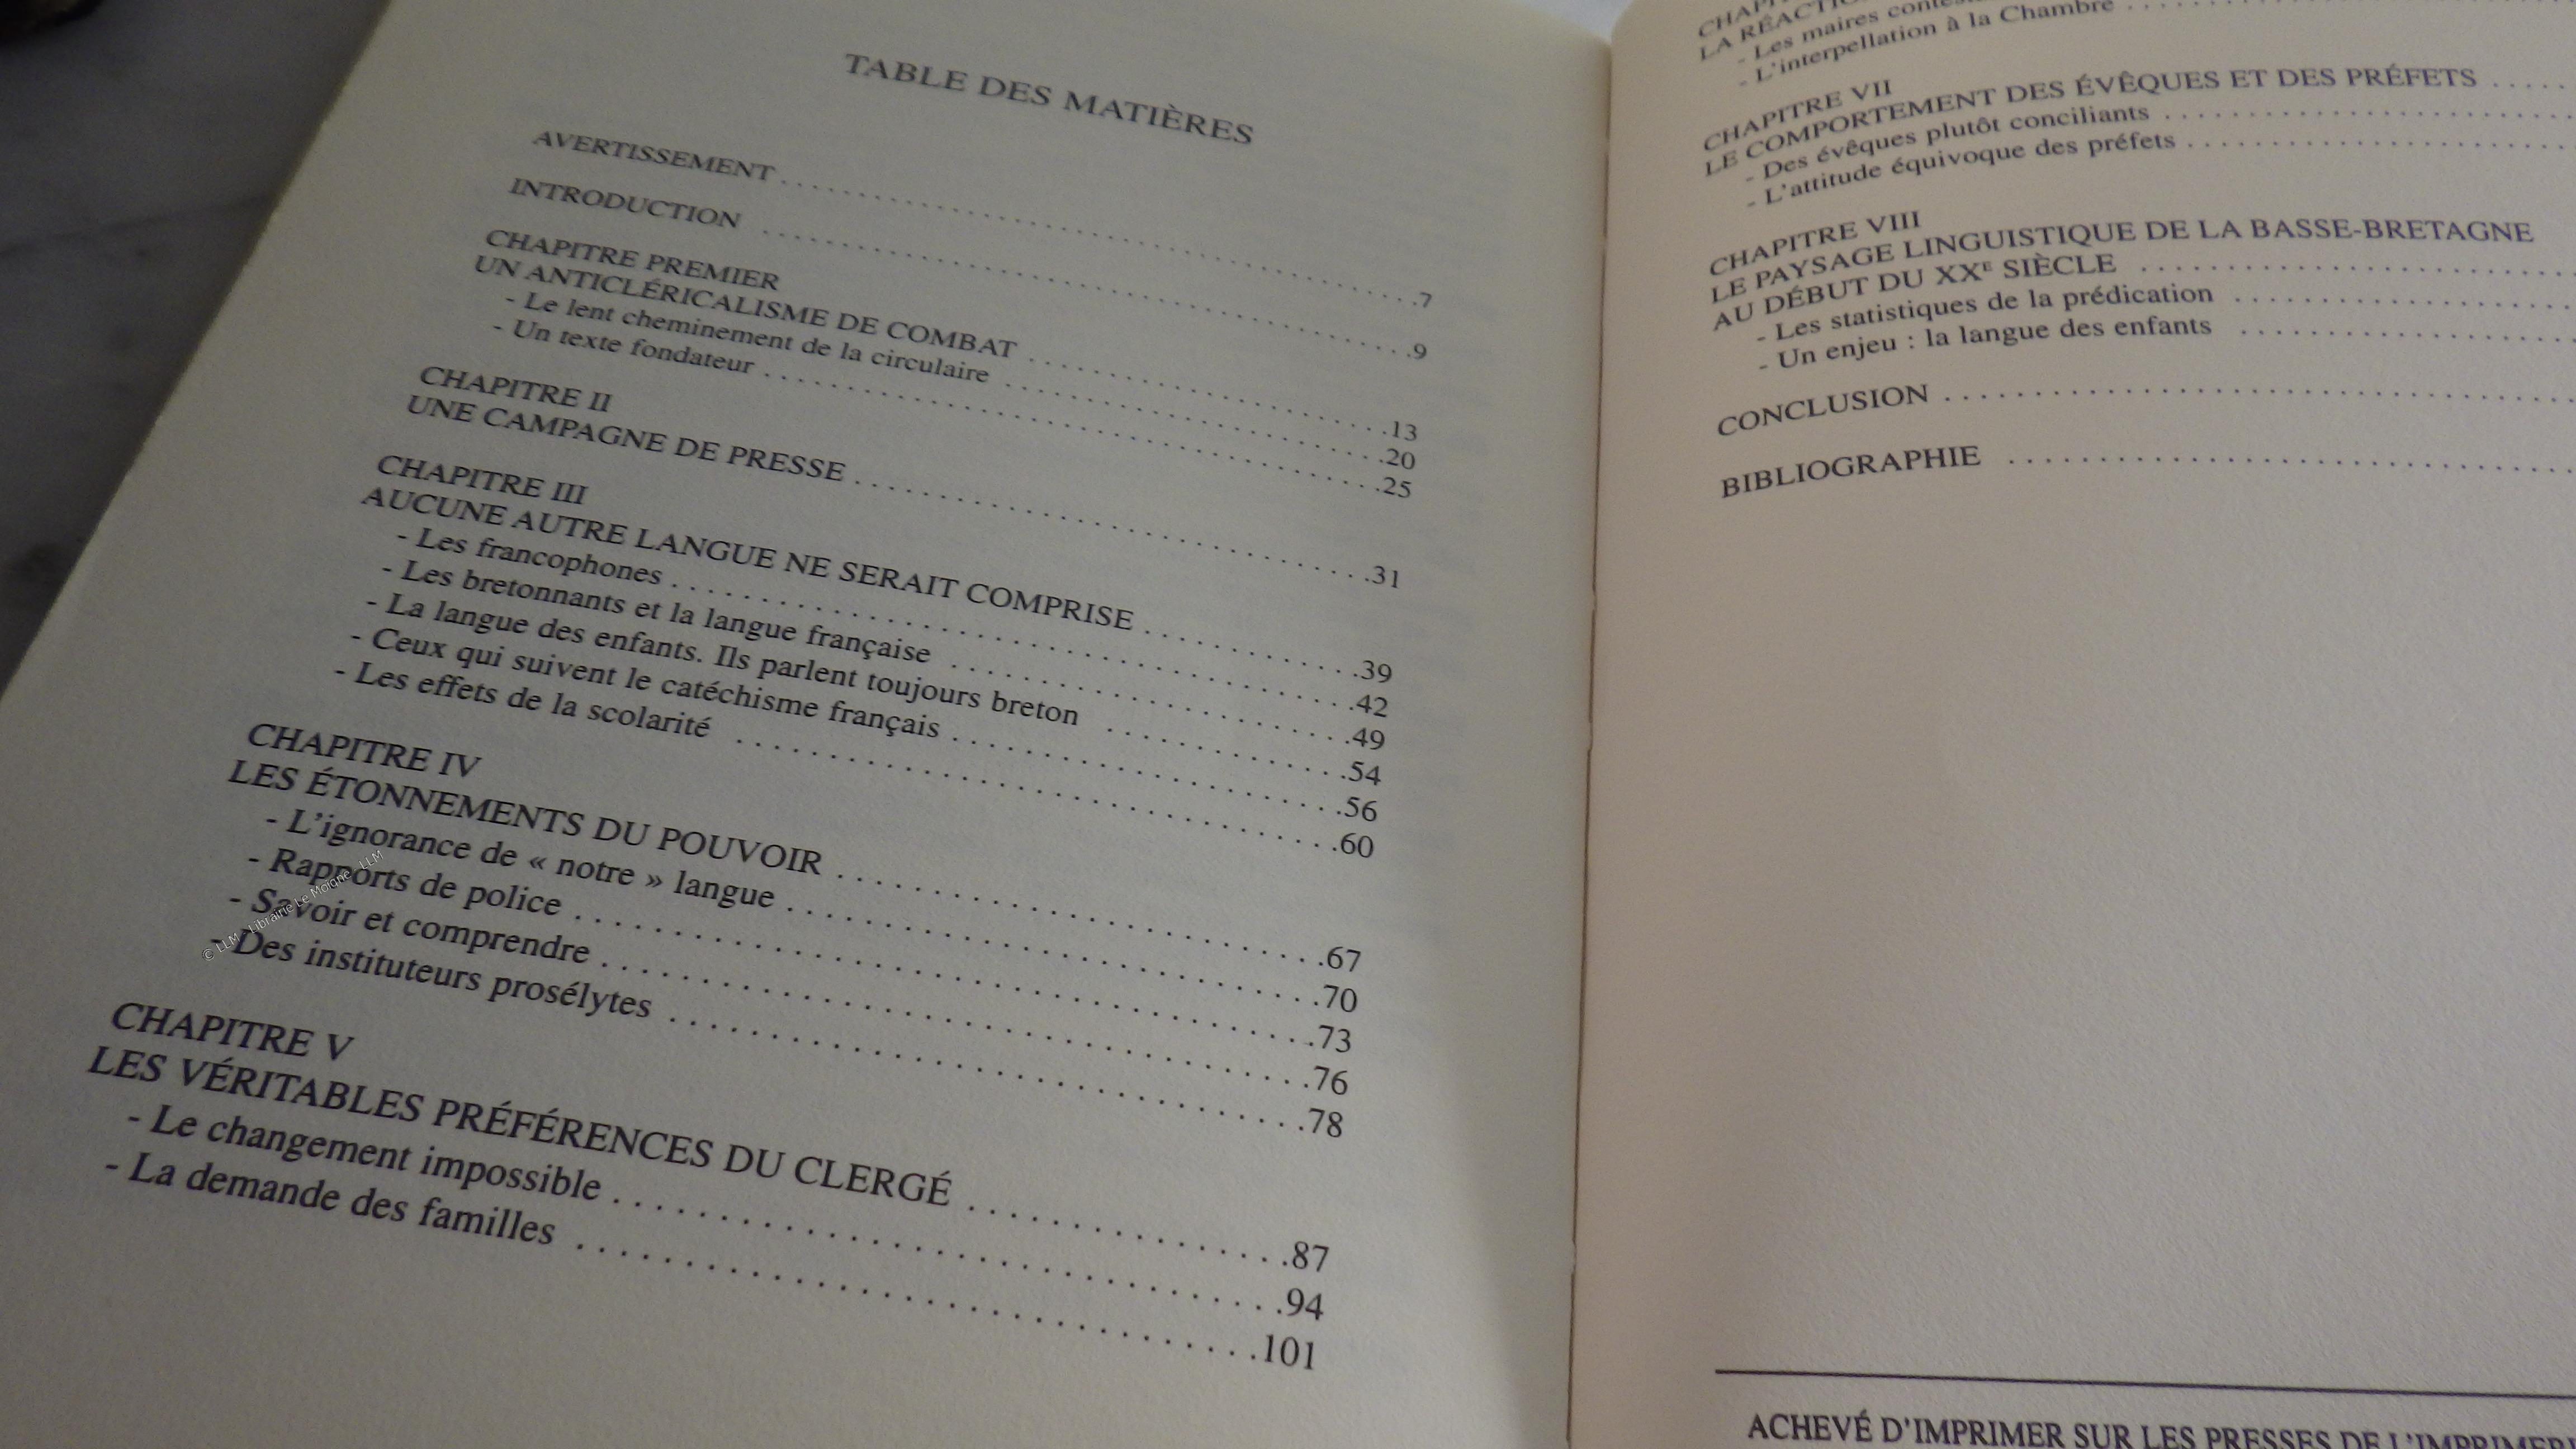 TABLE DES MATIÈRES
AVERTISSEMENT . . . . . . . . . . 7
INTRODUCTION . . . . . . . . . . 9
CHAPITRE PREMIER
UN ANTICLÉRICALISME DE COMBAT . . . . . . . . . . 13
- Le lent cheminement de la circulaire . . . . . . . . . . 20
- Un texte fondateur . . . . . . . . . . 25
CHAPITRE II
UNE CAMPAGNE DE PRESSE . . . . . . . . . . 31
CHAPITRE III
AUCUNE AUTRE LANGUE NE SERAIT COMPRISE . . . . . . . . . . 39
- Les francophones . . . . . . . . . . 42
- Les bretonnants et la langue française . . . . . . . . . . 49
- La langue des enfants. Ils parlent toujours breton . . . . . . . . . . 54
- Ceux qui suivent le catéchisme français . . . . . . . . . . 56
- Les effets de la scolarité . . . . . . . . . . 60
CHAPITRE IV
LES ÉTONNEMENTS DU POUVOIR . . . . . . . . . . 67
- L'ignorance de « notre » langue . . . . . . . . . . 70
- Rapports de police . . . . . . . . . . 73
- Savoir et comprendre . . . . . . . . . . 76
- Des instituteurs prosélytes . . . . . . . . . . 78
CHAPITRE V
LES VÉRITABLES PRÉFÉRENCES DU CLERGÉ . . . . . . . . . . 87
- Le changement impossible . . . . . . . . . . 94
- La demande des familles . . . . . . . . . . 101
© LLM - Librairie Le Moigne - LLM
LA
- Les maires
- L'interpellation à la Chambre . . . . . . . . . .
CHAPITRE VII
LE COMPORTEMENT DES ÉVÊQUES ET DES PRÉFETS . . . . .
- Des évêques plutôt conciliants . . . . . . . . . .
- L'attitude équivoque des préfets . . . . . . . . . .
CHAPITRE VIII
LE PAYSAGE LINGUISTIQUE DE LA BASSE-BRETAGNE
AU DÉBUT DU XXE SIÈCLE . . . . . . . . . .
- Les statistiques de la prédication . . . . . . . . . .
- Un enjeu : la langue des enfants . . . . . . . . . .
CONCLUSION . . . . . . . . . .
BIBLIOGRAPHIE . . . . . . . . . .
ACHEVÉ D'IMPRIMER SUR LES PRESSES DE